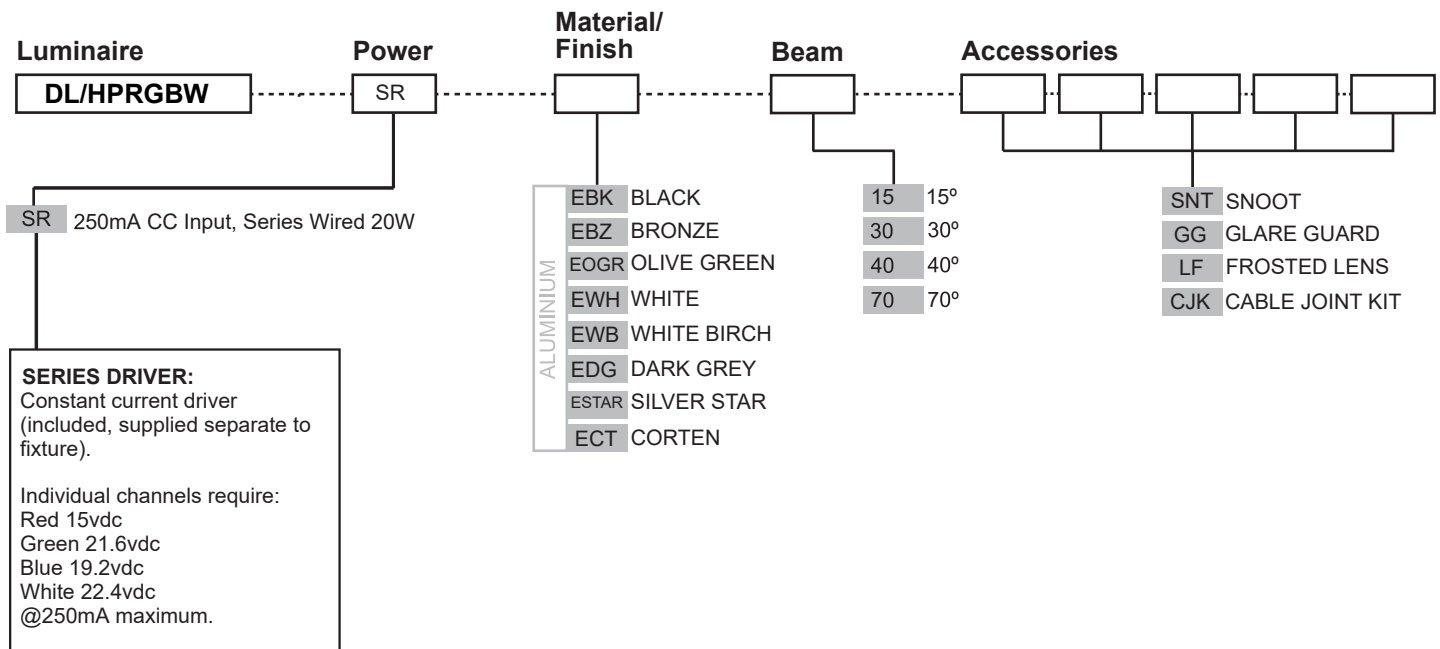 Luminaire
Power
Material/
Finish
Beam
Accessories
DL/HPRGBW
SR
SR 250mA CC Input, Series Wired 20W
SERIES DRIVER:
Constant current driver
(included, supplied separate to
fixture).
Individual channels require:
Red 15vdc
Green 21.6vdc
Blue 19.2vdc
White 22.4vdc
@250mA maximum.
ALUMINIUM
EBK BLACK
EBZ BRONZE
EOGR OLIVE GREEN
EWH WHITE
EWB WHITE BIRCH
EDG DARK GREY
ESTAR SILVER STAR
ECT CORTEN
15 15º
30 30º
40 40º
70 70º
SNT SNOOT
GG GLARE GUARD
LF FROSTED LENS
CJK CABLE JOINT KIT